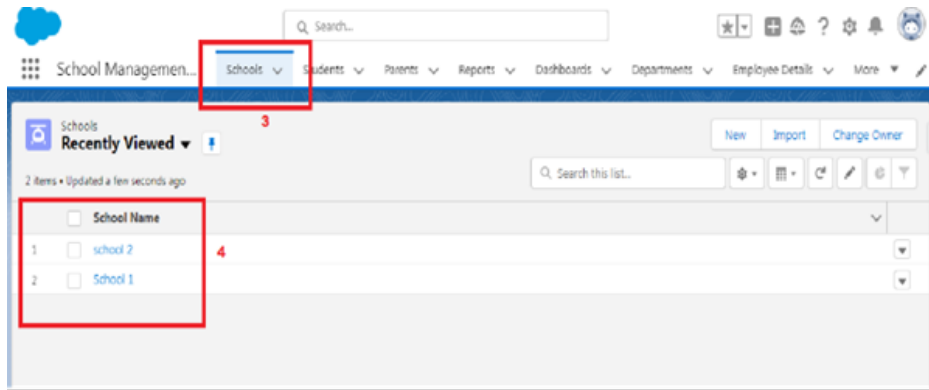 Search...
School Managemen... Schools Students Parents Reports Dashboards Departments Employee Details More
3
Schools
Recently Viewed
New Import Change Owner
2 items • Updated a few seconds ago
Search this list...
School Name
1 school 2
4
2 School 1